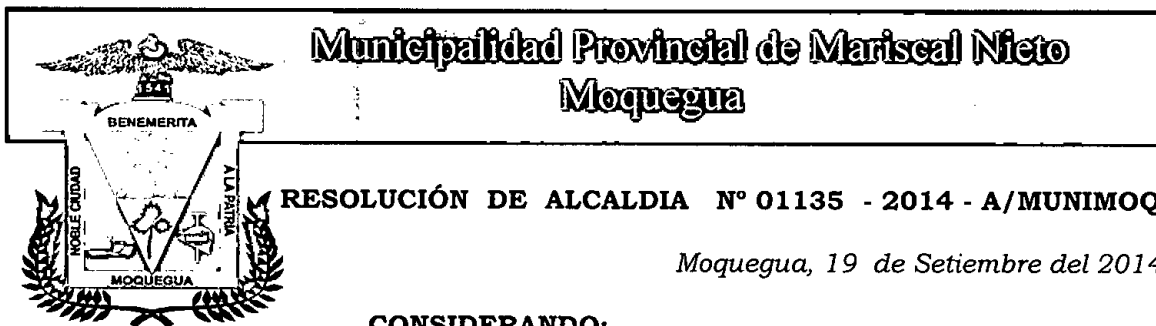 Municipalidad Provincial de Mariscal Nieto
Moquegua
1541
BENEMERITA
NOBLE CIUDAD
A LA PATRIA
MOQUEGUA
RESOLUCIÓN DE ALCALDIA Nº 01135 - 2014 - A/MUNIMOQ
Moquegua, 19 de Setiembre del 2014
CONSIDERANDO: